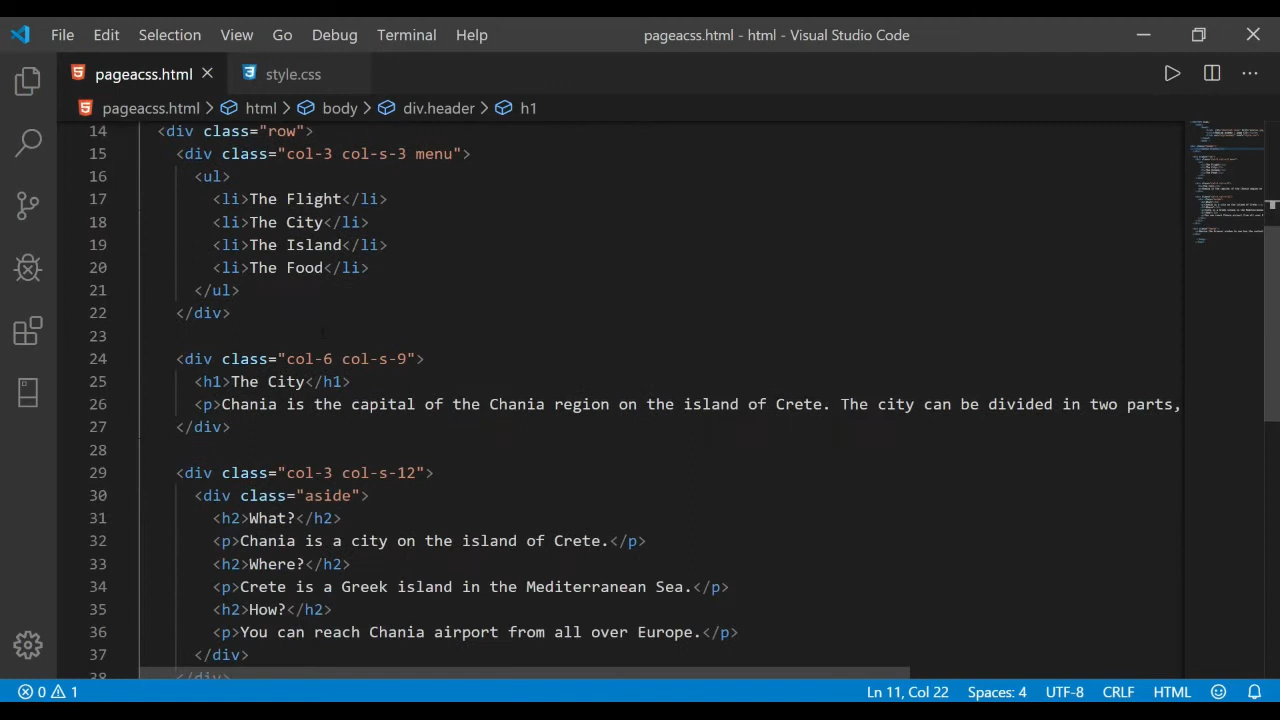 File Edit Selection View Go Debug Terminal Help pageacss.html - html - Visual Studio Code
pageacss.html style.css
pageacss.html > html > body > div.header > h1
14 <div class="row">
15 <div class="col-3 col-s-3 menu">
16 <ul>
17 <li>The Flight</li>
18 <li>The City</li>
19 <li>The Island</li>
20 <li>The Food</li>
21 </ul>
22 </div>
23
24 <div class="col-6 col-s-9">
25 <h1>The City</h1>
26 <p>Chania is the capital of the Chania region on the island of Crete. The city can be divided in two parts,
27 </div>
28
29 <div class="col-3 col-s-12">
30 <div class="aside">
31 <h2>What?</h2>
32 <p>Chania is a city on the island of Crete.</p>
33 <h2>Where?</h2>
34 <p>Crete is a Greek island in the Mediterranean Sea.</p>
35 <h2>How?</h2>
36 <p>You can reach Chania airport from all over Europe.</p>
37 </div>
38 </div>
0 1 Ln 11, Col 22 Spaces: 4 UTF-8 CRLF HTML